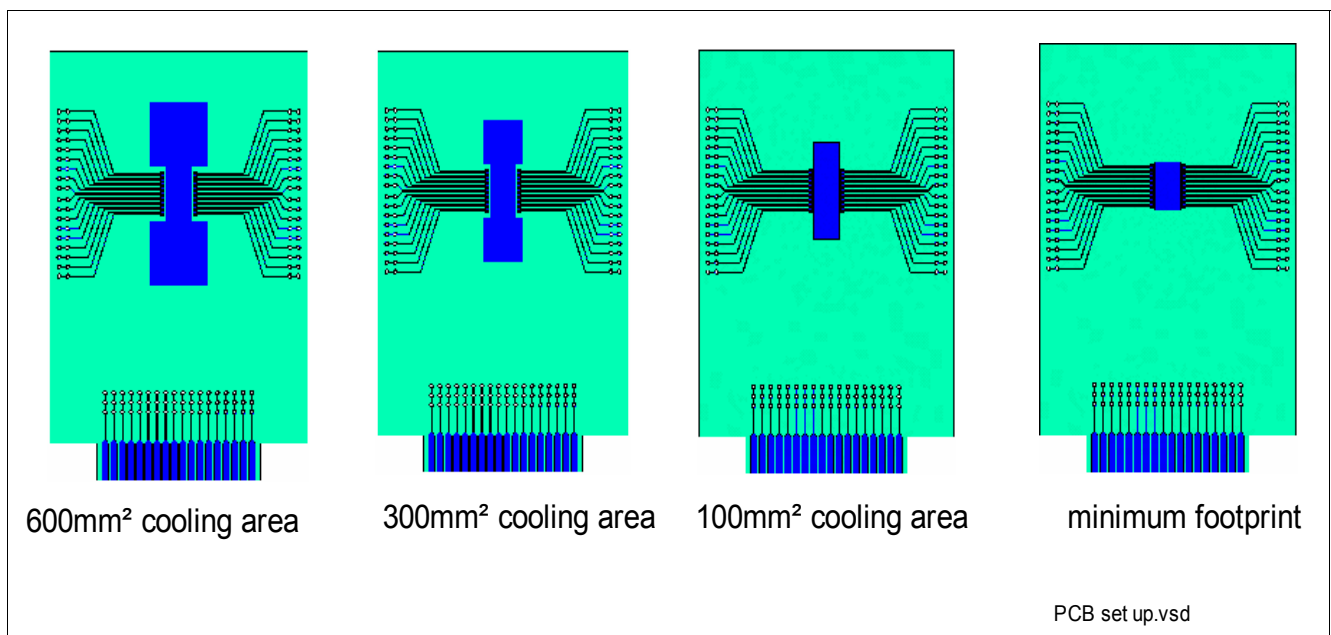 600mm² cooling area
300mm² cooling area
100mm² cooling area
minimum footprint
PCB set up.vsd